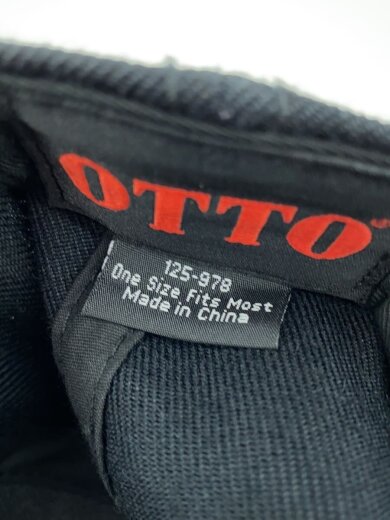 OTTO
125-978
One Size Fits Most
Made in China